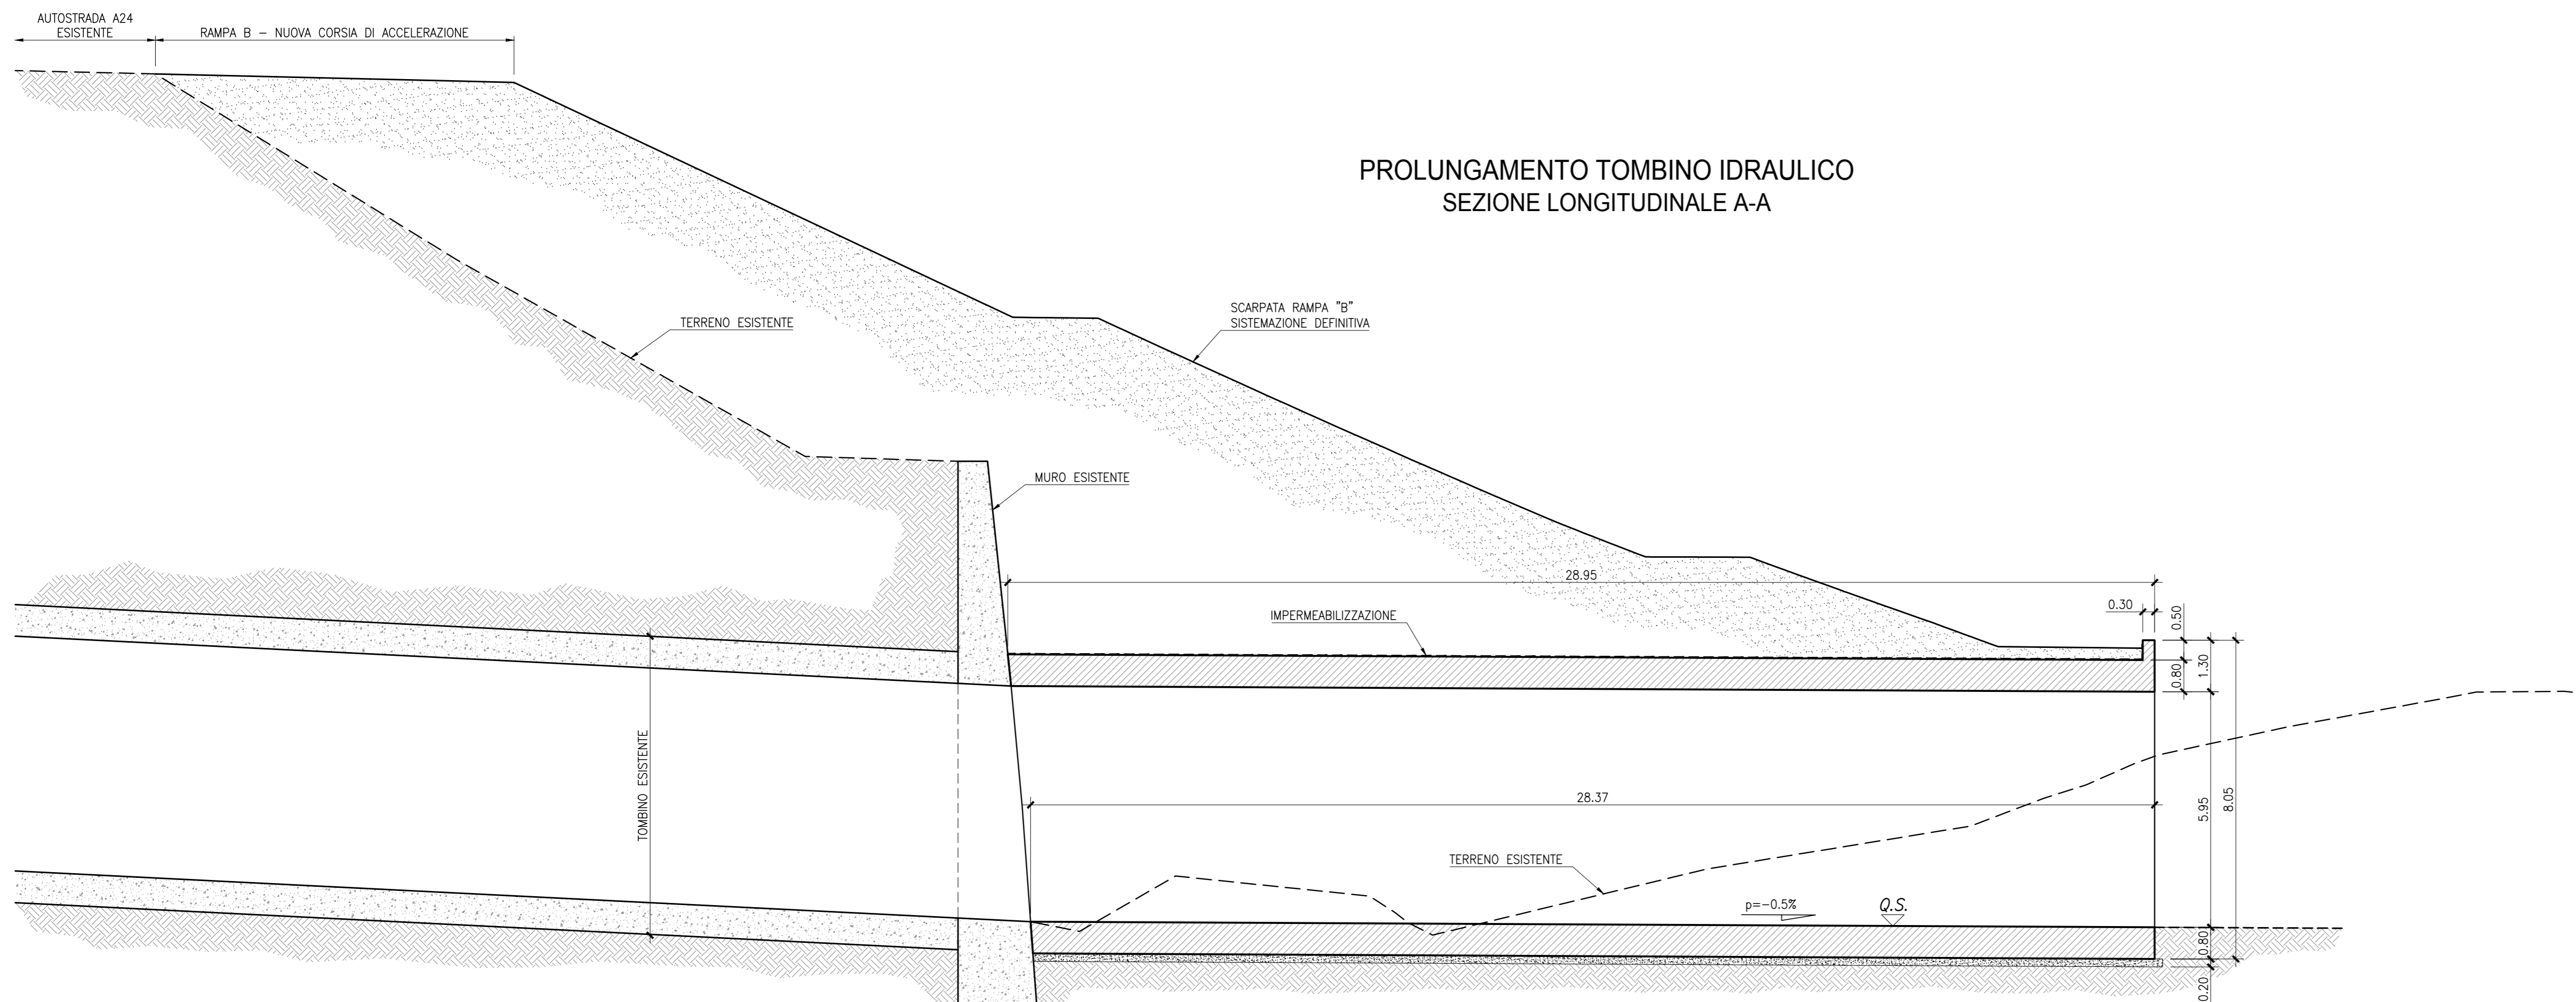 AUTOSTRADA A24
ESISTENTE
RAMPA B – NUOVA CORSIA DI ACCELERAZIONE
PROLUNGAMENTO TOMBINO IDRAULICO
SEZIONE LONGITUDINALE A-A
TERRENO ESISTENTE
SCARPATA RAMPA "B"
SISTEMAZIONE DEFINITIVA
MURO ESISTENTE
28.95
IMPERMEABILIZZAZIONE
0.30
0.50
0.80
1.30
TOMBINO ESISTENTE
28.37
5.95
8.05
TERRENO ESISTENTE
p=-0.5%
Q.S.
0.80
0.20